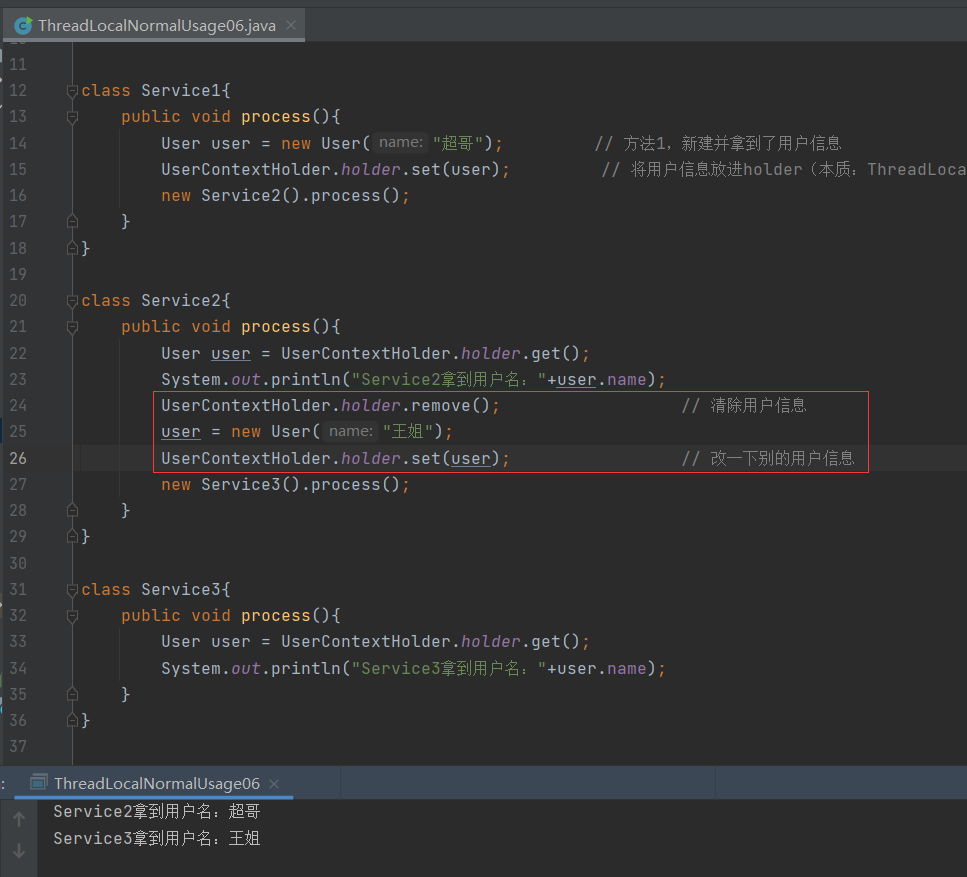 ThreadLocalNormalUsage06.java
11
12 class Service1{
13 public void process(){
14 User user = new User( name: "超哥"); // 方法1，新建并拿到了用户信息
15 UserContextHolder.holder.set(user); // 将用户信息放进holder（本质：ThreadLoca
16 new Service2().process();
17 }
18 }
19
20 class Service2{
21 public void process(){
22 User user = UserContextHolder.holder.get();
23 System.out.println("Service2拿到用户名："+user.name);
24 UserContextHolder.holder.remove(); // 清除用户信息
25 user = new User( name: "王姐");
26 UserContextHolder.holder.set(user); // 改一下别的用户信息
27 new Service3().process();
28 }
29 }
30
31 class Service3{
32 public void process(){
33 User user = UserContextHolder.holder.get();
34 System.out.println("Service3拿到用户名："+user.name);
35 }
36 }
37
: ThreadLocalNormalUsage06
Service2拿到用户名：超哥
Service3拿到用户名：王姐